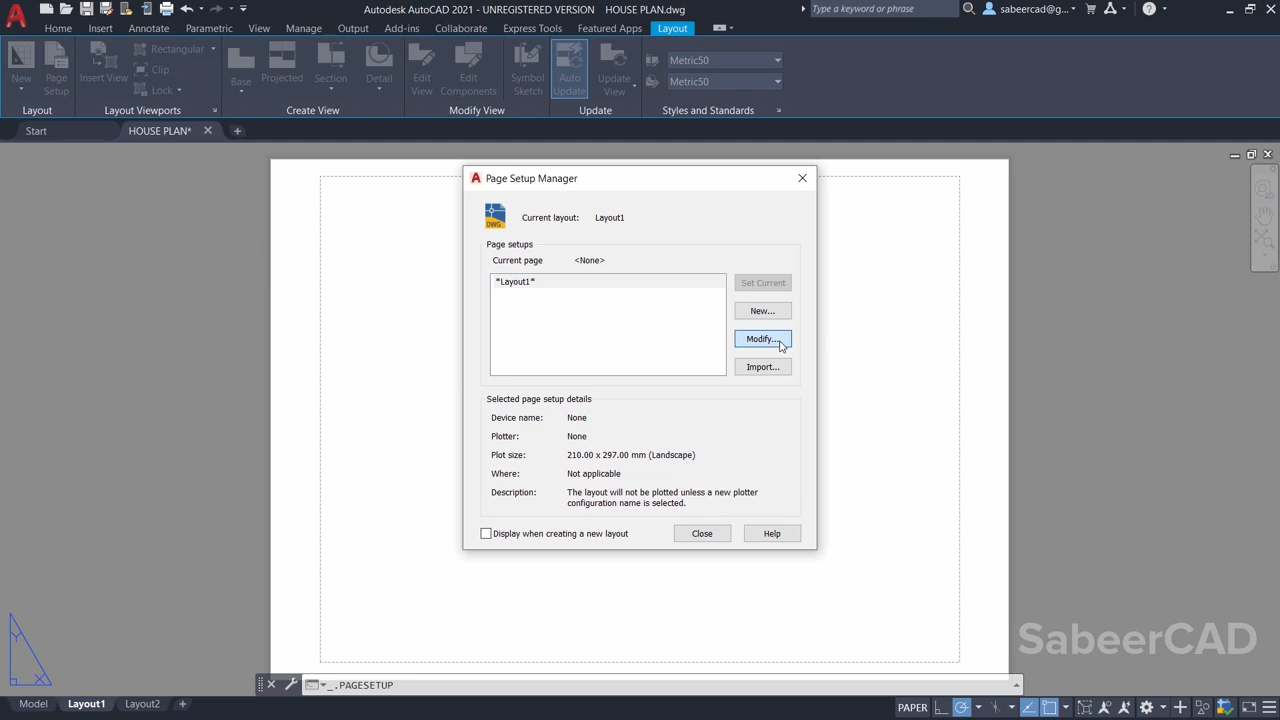 Autodesk AutoCAD 2021 - UNREGISTERED VERSION HOUSE PLAN.dwg
Type a keyword or phrase
sabeercad@g...
Home Insert Annotate Parametric View Manage Output Add-ins Collaborate Express Tools Featured Apps Layout
New
Page Setup
Insert View
Rectangular
Clip
Lock
Base
Projected
Section
Detail
Edit View
Edit Components
Symbol Sketch
Auto Update
Update View
Metric50
Metric50
Layout Layout Viewports Create View Modify View Update Styles and Standards
Start HOUSE PLAN*
Page Setup Manager
DWG
Current layout: Layout1
Page setups
Current page <None>
*Layout1*
Set Current
New...
Modify...
Import...
Selected page setup details
Device name: None
Plotter: None
Plot size: 210.00 x 297.00 mm (Landscape)
Where: Not applicable
Description: The layout will not be plotted unless a new plotter
configuration name is selected.
Display when creating a new layout Close Help
SabeerCAD
Y
X
_.PAGESETUP
Model Layout1 Layout2
PAPER